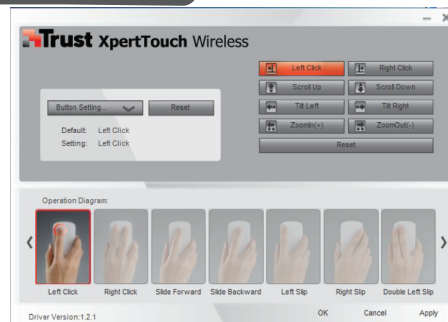 Trust XpertTouch Wireless
Left Click
Right Click
Scroll Up
Scroll Down
Button Setting...
Reset
Tilt Left
Tilt Right
ZoomIn(+)
ZoomOut(-)
Default: Left Click
Setting: Left Click
Reset
Operation Diagram:
Left Click
Right Click
Slide Forward
Slide Backward
Left Slip
Right Slip
Double Left Slip
Driver Version:1.2.1
OK
Cancel
Apply